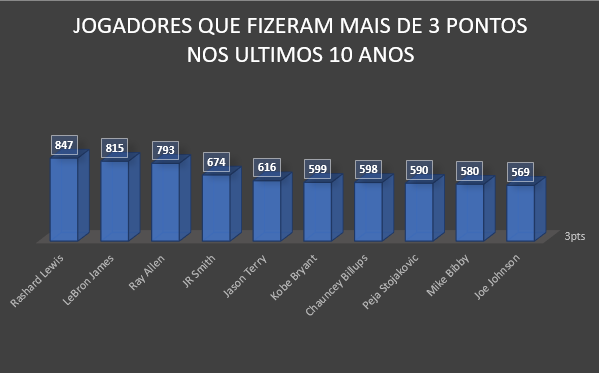 JOGADORES QUE FIZERAM MAIS DE 3 PONTOS
NOS ULTIMOS 10 ANOS
847
815
793
674
616
599
598
590
580
569
3pts
Rashard Lewis
LeBron James
Ray Allen
JR Smith
Jason Terry
Kobe Bryant
Chauncey Billups
Peja Stojakovic
Mike Bibby
Joe Johnson